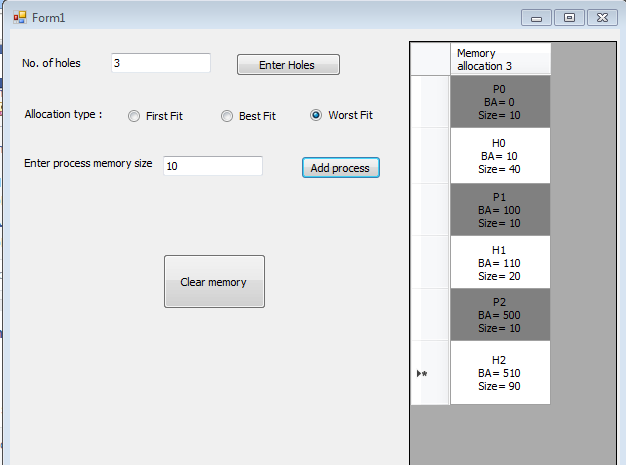 Form1
No. of holes
3
Enter Holes
Allocation type :
First Fit
Best Fit
Worst Fit
Enter process memory size
10
Add process
Clear memory
Memory
allocation 3
P0
BA= 0
Size= 10
H0
BA= 10
Size= 40
P1
BA= 100
Size= 10
H1
BA= 110
Size= 20
P2
BA= 500
Size= 10
H2
BA= 510
Size= 90